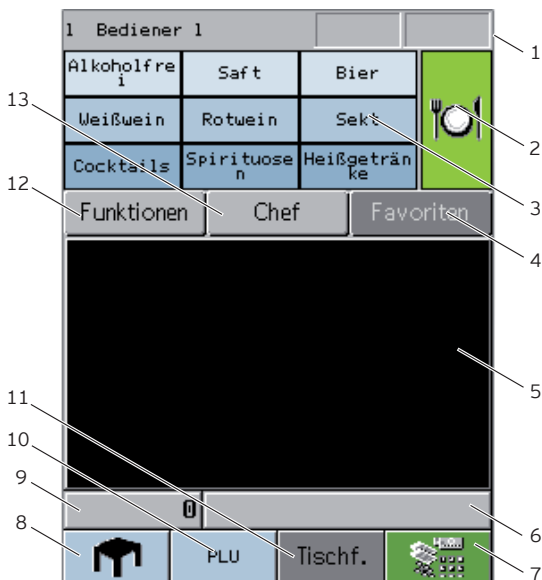 1 Bediener 1
1
Alkoholfre
i
Saft
Bier
2
13
Weißwein
Rotwein
Sekt
3
Cocktails
Spirituose
n
Heißgeträn
ke
12
Funktionen
Chef
Favoriten
4
5
11
10
9
0
6
8
PLU
Tischf.
7